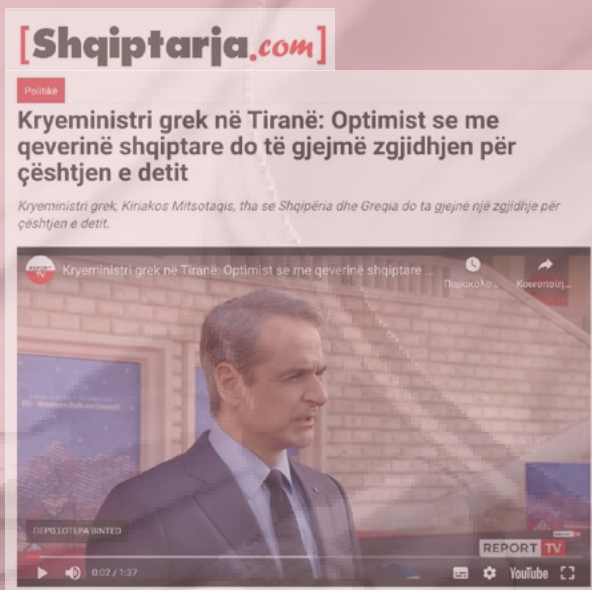 [Shqiptarja.com]
Politikë
Kryeministri grek në Tiranë: Optimist se me
qeverinë shqiptare do të gjejmë zgjidhjen për
çështjen e detit
Kryeministri grek, Kiriakos Mitsotaqis, tha se Shqipëria dhe Greqia do ta gjejnë një zgjidhje për
çështjen e detit.
REPORT TV
Kryeministri grek në Tiranë: Optimist se me qeverinë shqiptare ...
Παρακολο... Κοινοποίη...
ΠΕΡΙΣΣΟΤΕΡΑ ΒΙΝΤΕΟ
REPORT TV
0:02 / 1:37
YouTube